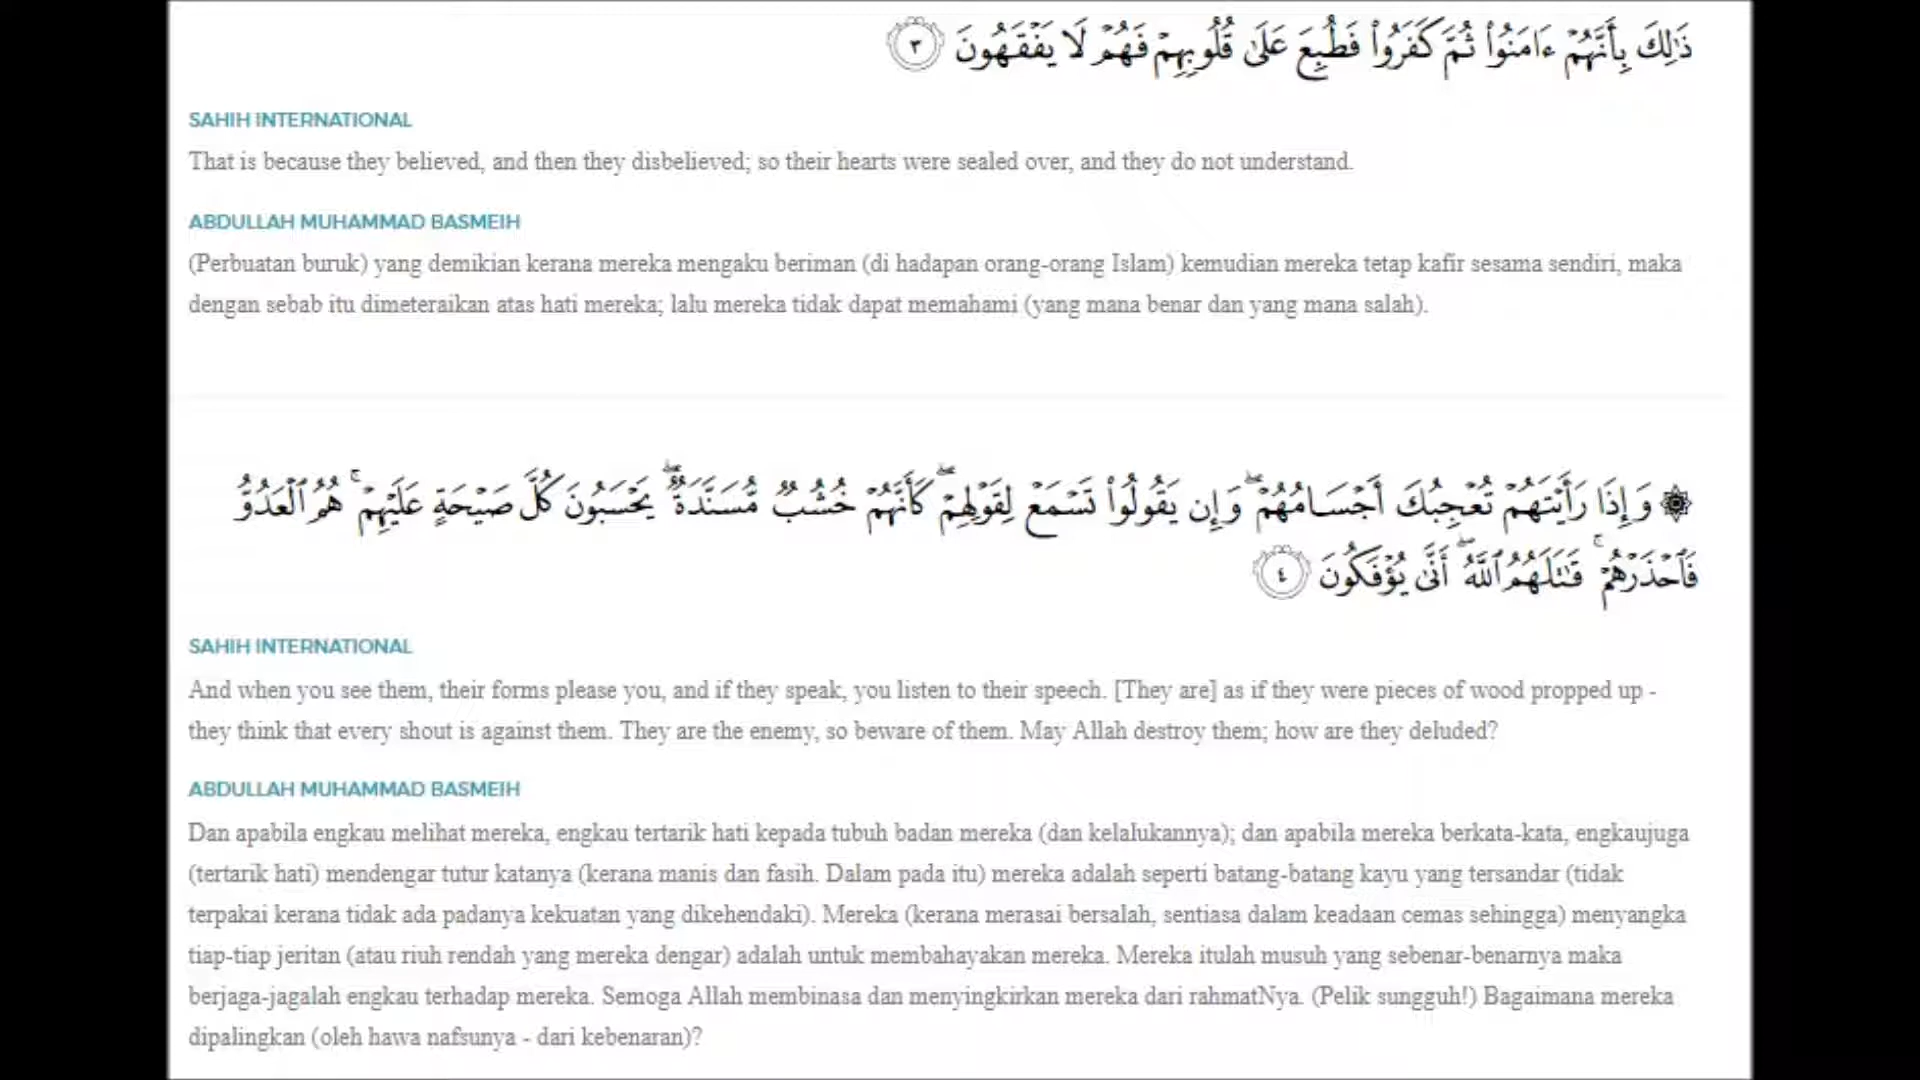 ذَٰلِكَ بِأَنَّهُمْ ءَامَنُوا۟ ثُمَّ كَفَرُوا۟ فَطُبِعَ عَلَىٰ قُلُوبِهِمْ فَهُمْ لَا يَفْقَهُونَ ٣
SAHIH INTERNATIONAL
That is because they believed, and then they disbelieved; so their hearts were sealed over, and they do not understand.
ABDULLAH MUHAMMAD BASMEIH
(Perbuatan buruk) yang demikian kerana mereka mengaku beriman (di hadapan orang-orang Islam) kemudian mereka tetap kafir sesama sendiri, maka
dengan sebab itu dimeteraikan atas hati mereka; lalu mereka tidak dapat memahami (yang mana benar dan yang mana salah).
۞ وَإِذَا رَأَيْتَهُمْ تُعْجِبُكَ أَجْسَامُهُمْ ۖ وَإِن يَقُولُوا۟ تَسْمَعْ لِقَوْلِهِمْ ۖ كَأَنَّهُمْ خُشُبٌ مُّسَنَّدَةٌ ۖ يَحْسَبُونَ كُلَّ صَيْحَةٍ عَلَيْهِمْ ۚ هُمُ ٱلْعَدُوُّ
فَٱحْذَرْهُمْ ۚ قَـٰتَلَهُمُ ٱللَّهُ ۖ أَنَّىٰ يُؤْفَكُونَ ٤
SAHIH INTERNATIONAL
And when you see them, their forms please you, and if they speak, you listen to their speech. [They are] as if they were pieces of wood propped up -
they think that every shout is against them. They are the enemy, so beware of them. May Allah destroy them; how are they deluded?
ABDULLAH MUHAMMAD BASMEIH
Dan apabila engkau melihat mereka, engkau tertarik hati kepada tubuh badan mereka (dan kelalukannya); dan apabila mereka berkata-kata, engkaujuga
(tertarik hati) mendengar tutur katanya (kerana manis dan fasih. Dalam pada itu) mereka adalah seperti batang-batang kayu yang tersandar (tidak
terpakai kerana tidak ada padanya kekuatan yang dikehendaki). Mereka (kerana merasai bersalah, sentiasa dalam keadaan cemas sehingga) menyangka
tiap-tiap jeritan (atau riuh rendah yang mereka dengar) adalah untuk membahayakan mereka. Mereka itulah musuh yang sebenar-benarnya maka
berjaga-jagalah engkau terhadap mereka. Semoga Allah membinasa dan menyingkirkan mereka dari rahmatNya. (Pelik sungguh!) Bagaimana mereka
dipalingkan (oleh hawa nafsunya - dari kebenaran)?